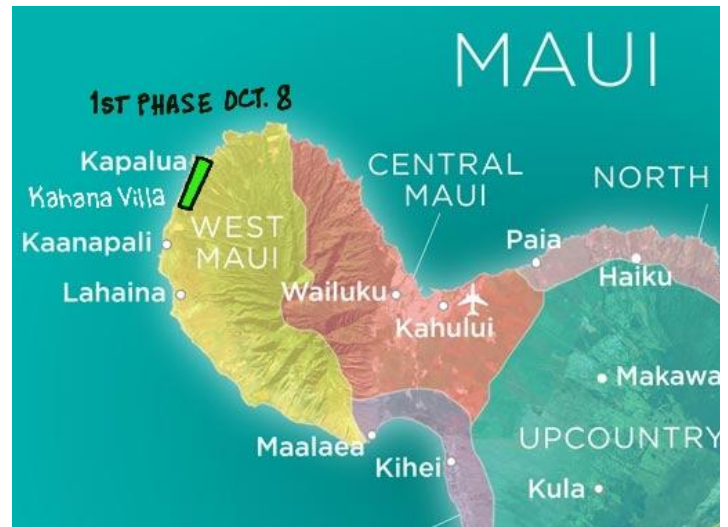 MAUI
1ST PHASE OCT. 8
Kapalua
CENTRAL
MAUI
NORTH
Kahana Villa
WEST
MAUI
Kaanapali
Paia
Haiku
Lahaina
Wailuku
Kahului
Makawa
Maalaea
UPCOUNTRY
Kihei
Kula